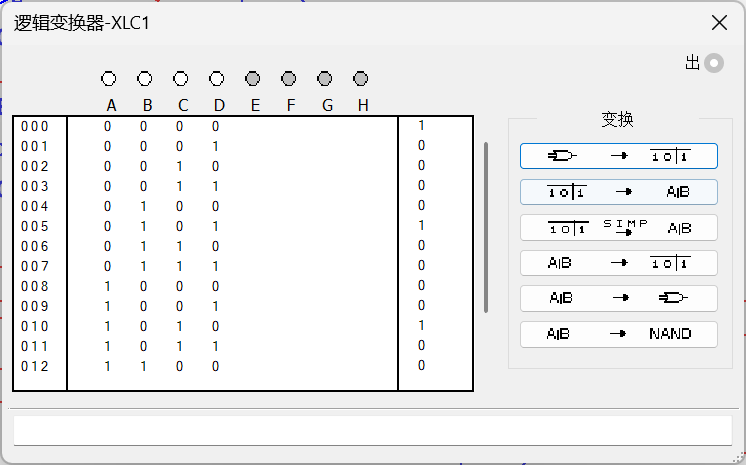 逻辑变换器-XLC1
出
A B C D E F G H
000 0 0 0 0 1
001 0 0 0 1 0
002 0 0 1 0 0
003 0 0 1 1 0
004 0 1 0 0 0
005 0 1 0 1 1
006 0 1 1 0 0
007 0 1 1 1 0
008 1 0 0 0 0
009 1 0 0 1 0
010 1 0 1 0 1
011 1 0 1 1 0
012 1 1 0 0 0
变换
→ 1 0 1
1 0 1 → A|B
1 0 1 SIMP → A|B
A|B → 1 0 1
A|B →
A|B → NAND